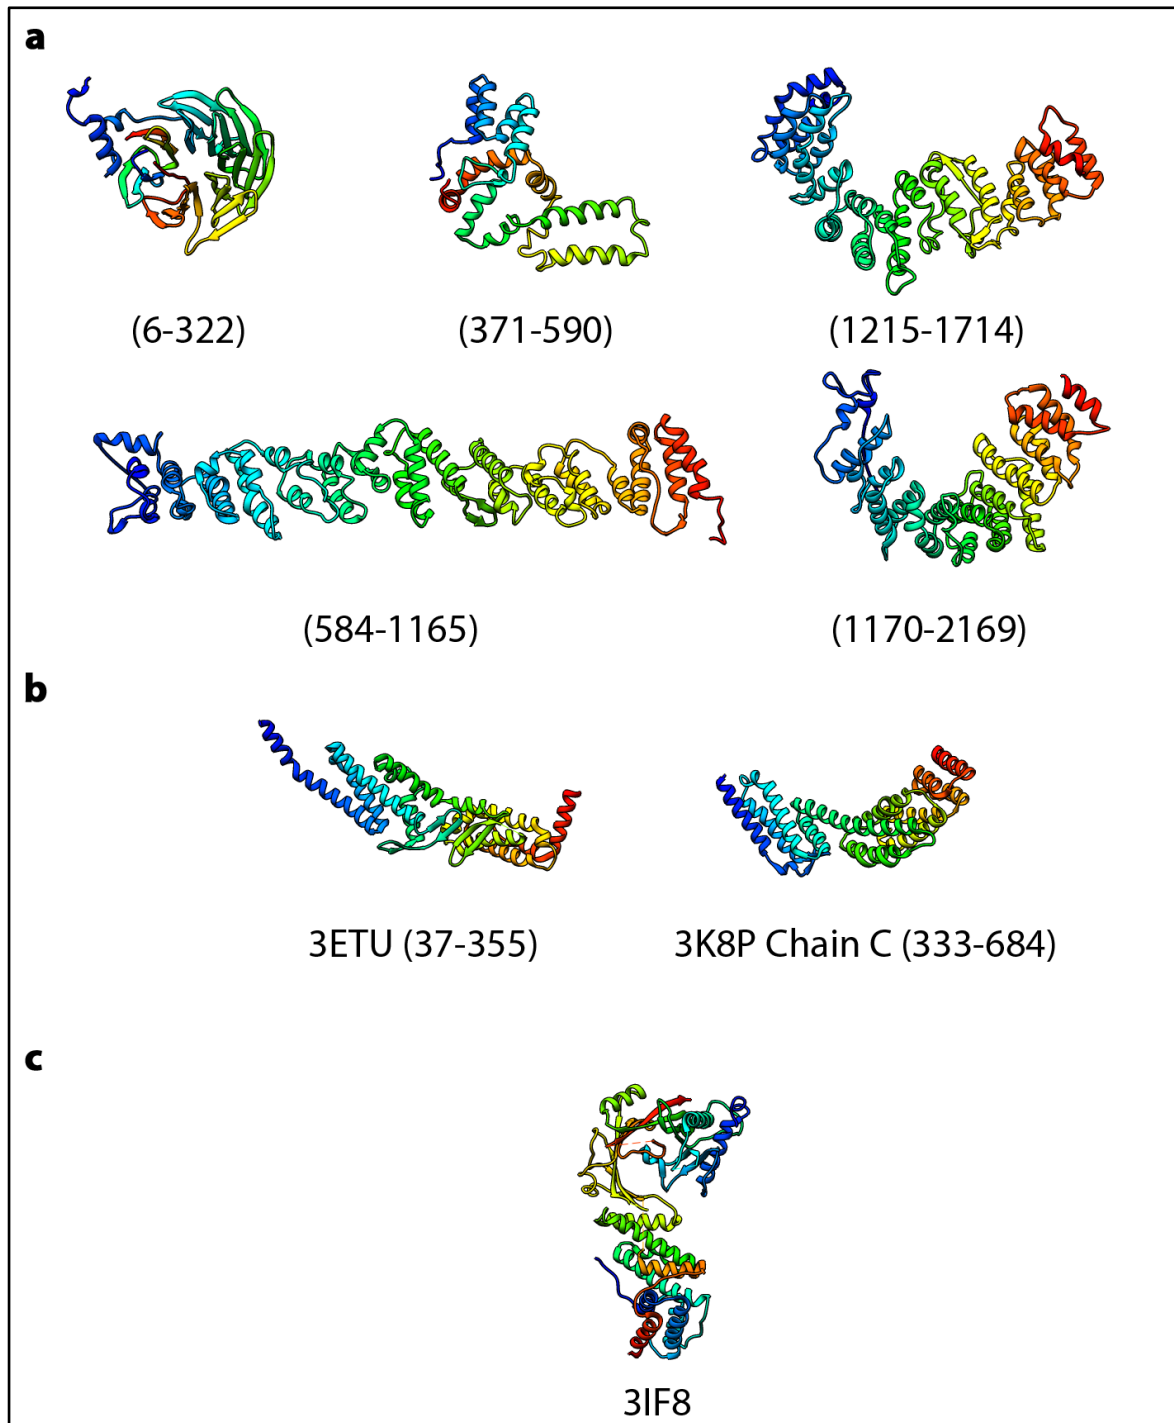 a
(6-322)
(371-590)
(1215-1714)
(584-1165)
(1170-2169)
b
3ETU (37-355)
3K8P Chain C (333-684)
c
3IF8